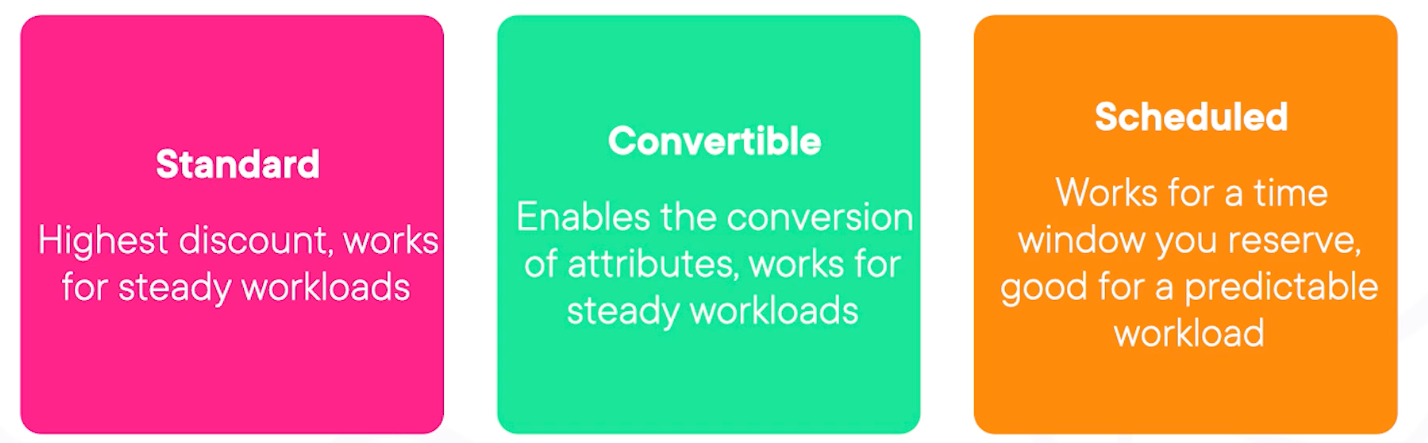 Standard
Highest discount, works
for steady workloads
Convertible
Enables the conversion
of attributes, works for
steady workloads
Scheduled
Works for a time
window you reserve,
good for a predictable
workload